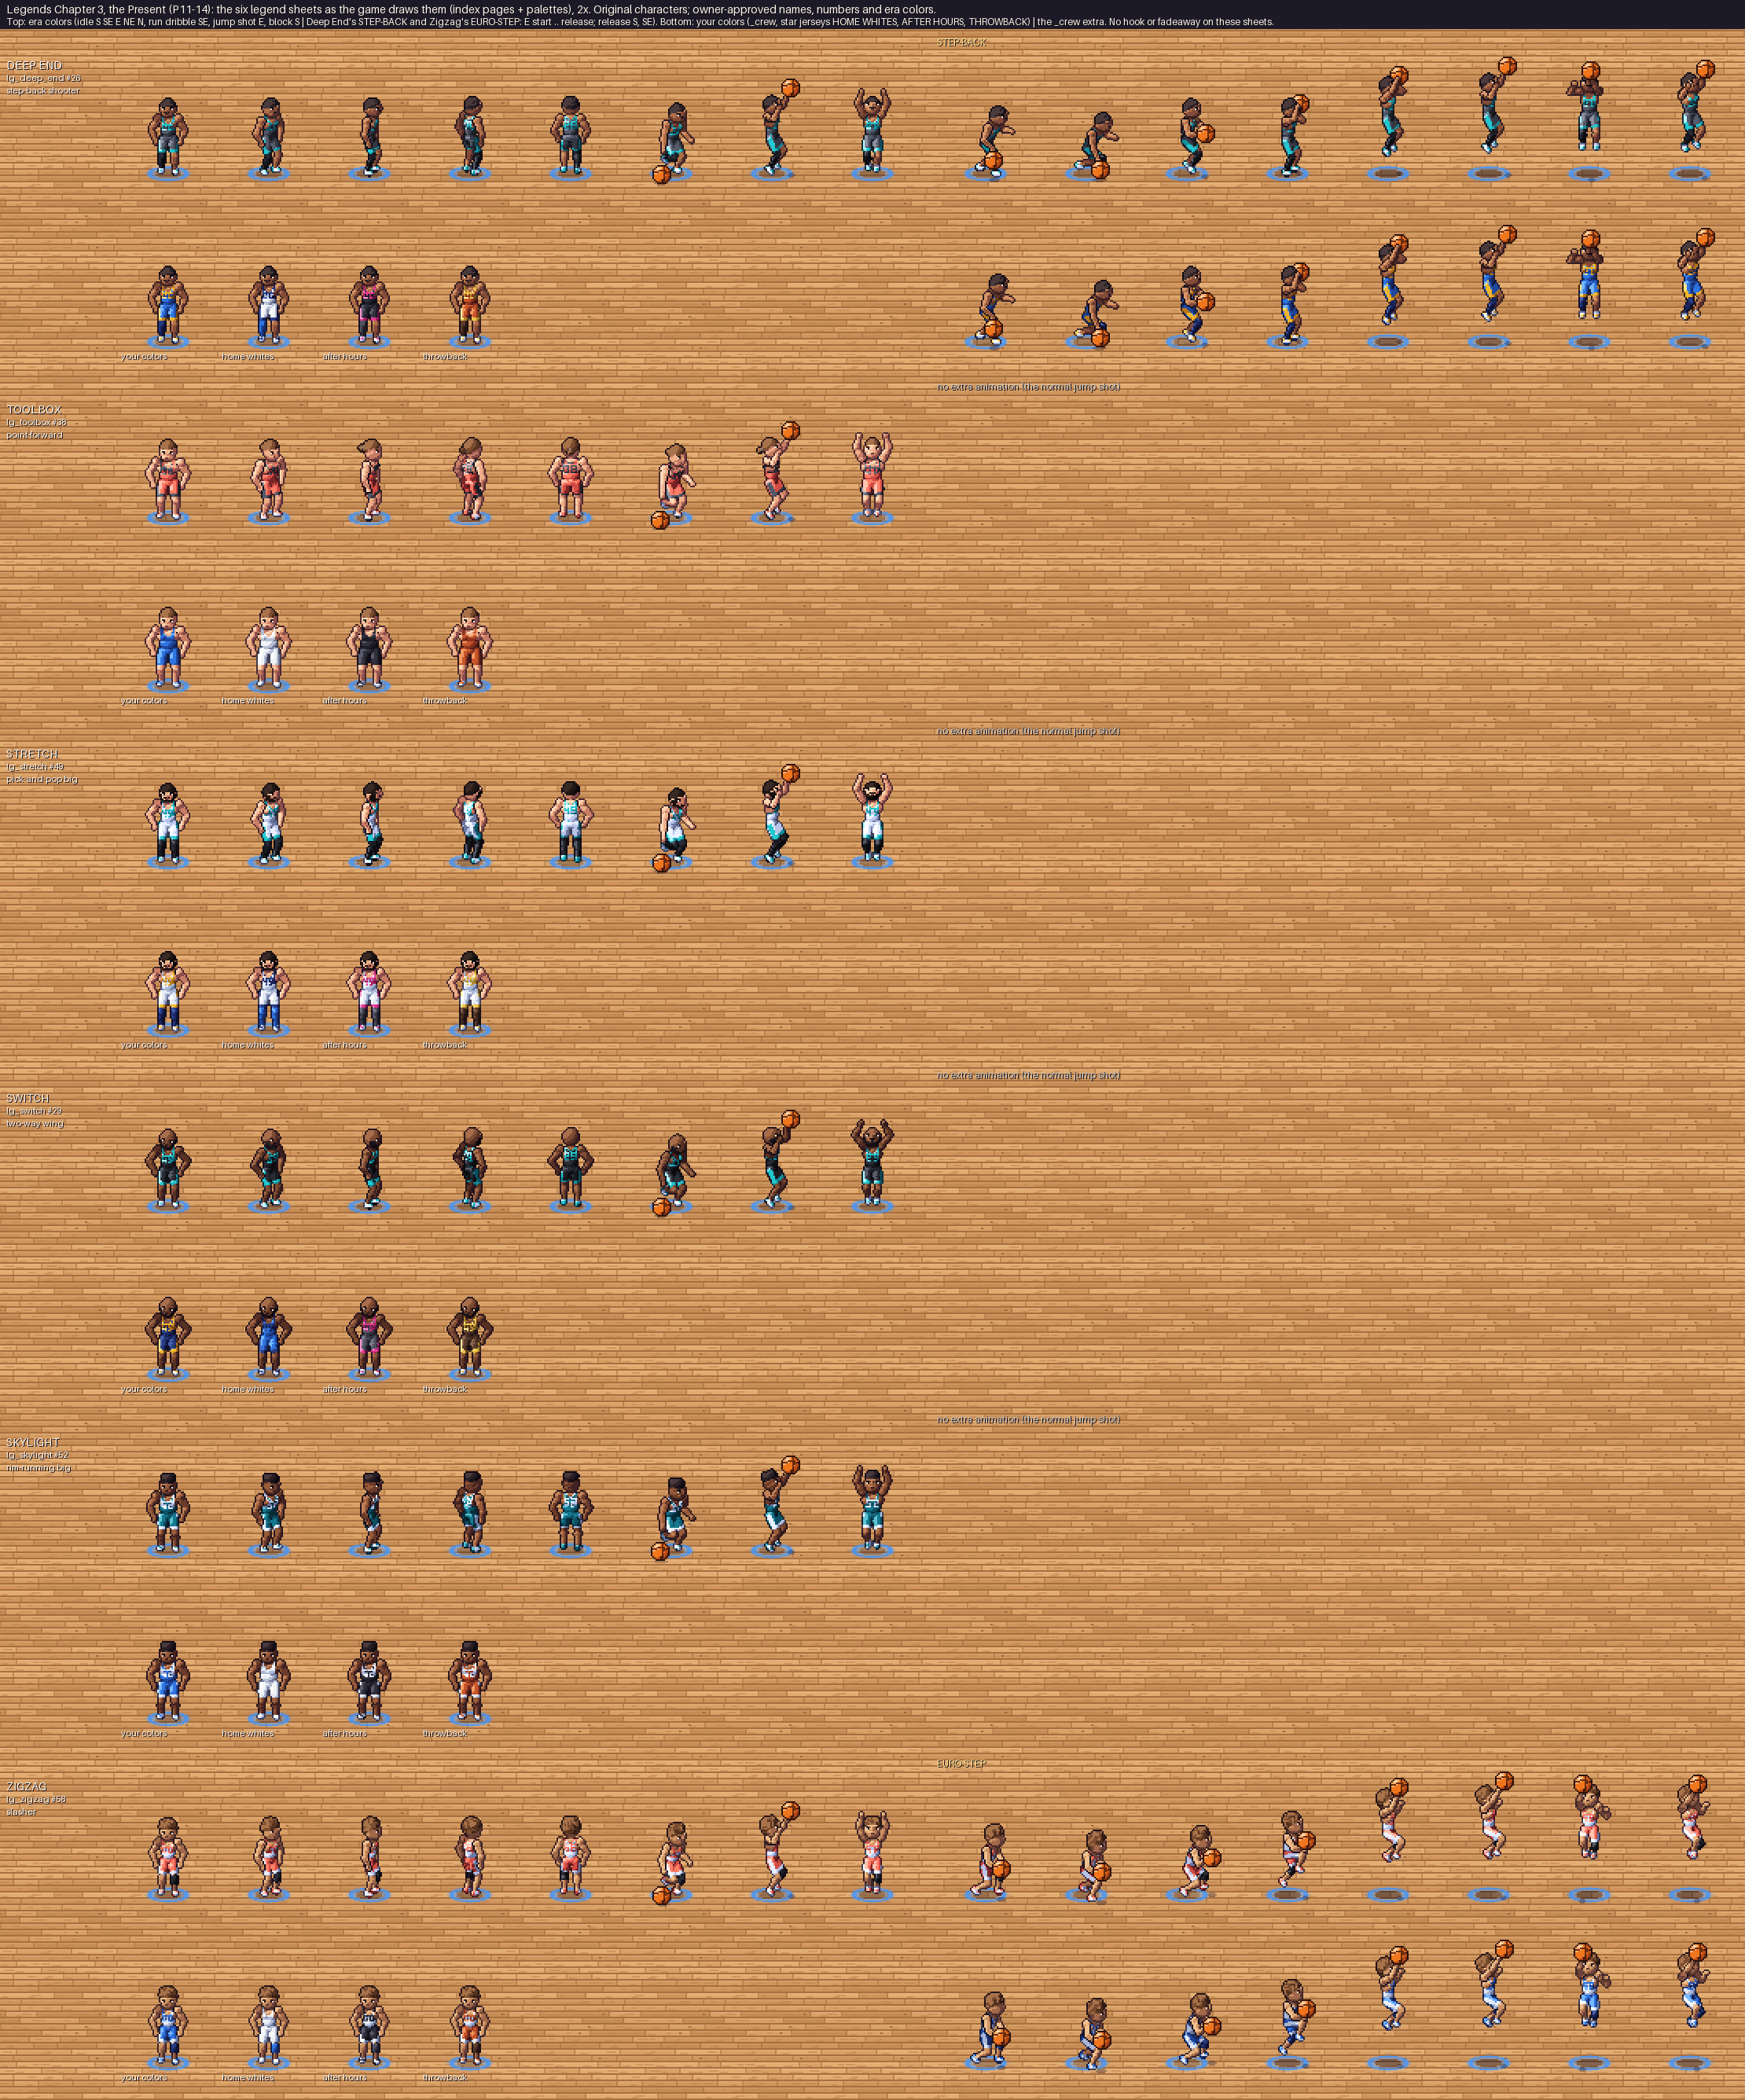 Legends Chapter 3, the Present (P11-14): the six legend sheets as the game draws them (index pages + palettes), 2x. Original characters; owner-approved names, numbers and era colors.
Top: era colors (idle S SE E NE N, run dribble SE, jump shot E, block S | Deep End's STEP-BACK and Zigzag's EURO-STEP: E start .. release; release S, SE). Bottom: your colors (_crew, star jerseys HOME WHITES, AFTER HOURS, THROWBACK) | the _crew extra. No hook or fadeaway on these sheets.
STEP-BACK
DEEP END
lg_deep_end #26
step-back shooter
your colors home whites after hours throwback
no extra animation (the normal jump shot)
TOOLBOX
lg_toolbox #38
point forward
your colors home whites after hours throwback
no extra animation (the normal jump shot)
STRETCH
lg_stretch #49
pick-and-pop big
your colors home whites after hours throwback
no extra animation (the normal jump shot)
SWITCH
lg_switch #29
two-way wing
your colors home whites after hours throwback
no extra animation (the normal jump shot)
SKYLIGHT
lg_skylight #52
rim-running big
your colors home whites after hours throwback
EURO-STEP
ZIGZAG
lg_zigzag #58
slasher
your colors home whites after hours throwback